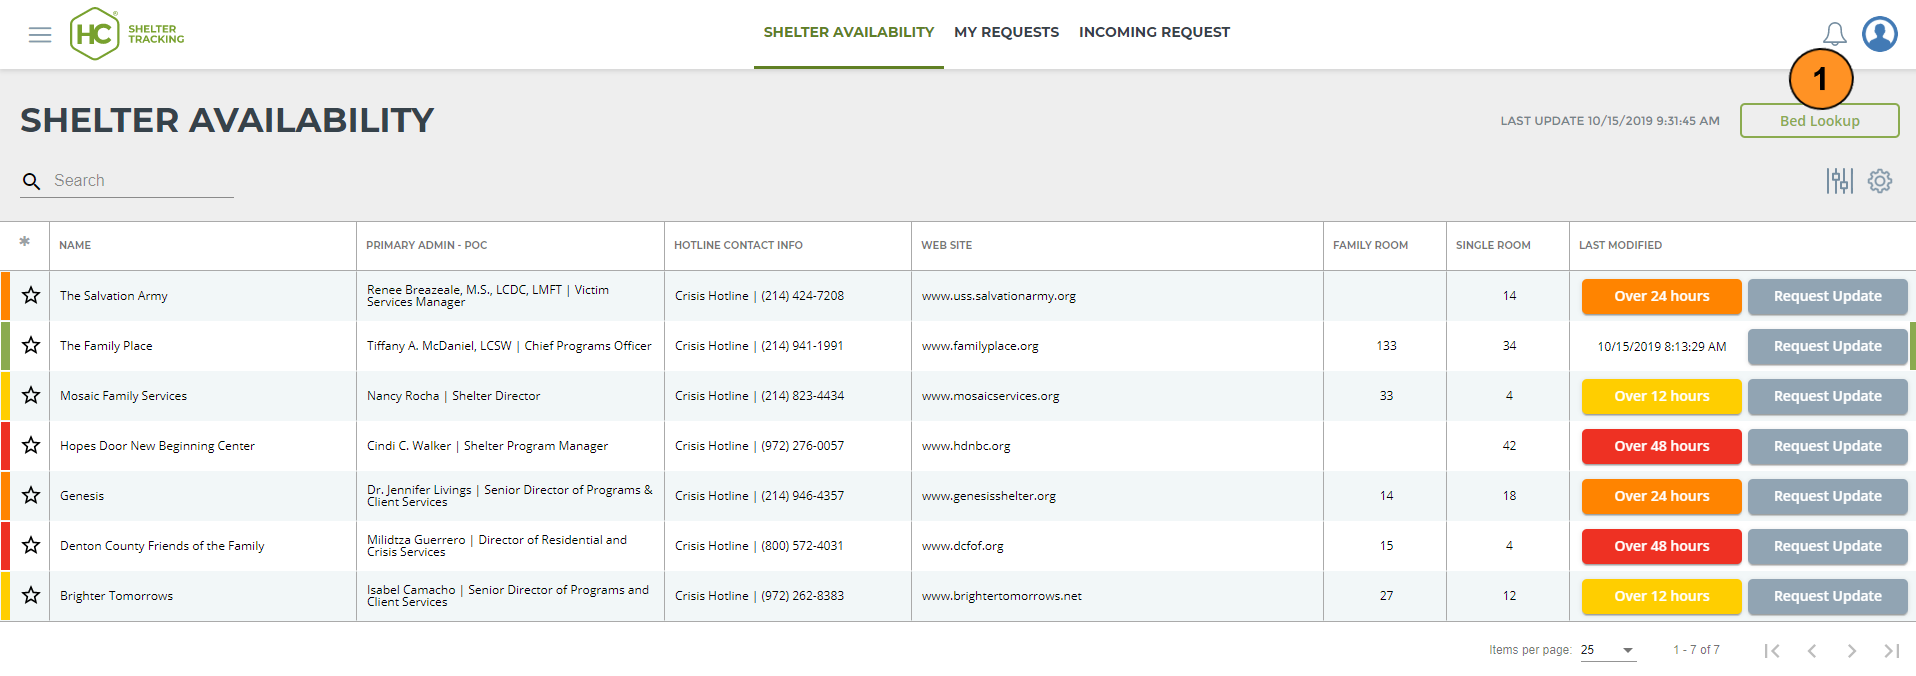 HC® SHELTER TRACKING
SHELTER AVAILABILITY MY REQUESTS INCOMING REQUEST
1
SHELTER AVAILABILITY
LAST UPDATE 10/15/2019 9:31:45 AM
Bed Lookup
Search
* NAME PRIMARY ADMIN - POC HOTLINE CONTACT INFO WEB SITE FAMILY ROOM SINGLE ROOM LAST MODIFIED
The Salvation Army Renee Breazeale, M.S., LCDC, LMFT | Victim Services Manager Crisis Hotline | (214) 424-7208 www.uss.salvationarmy.org 14 Over 24 hours Request Update
The Family Place Tiffany A. McDaniel, LCSW | Chief Programs Officer Crisis Hotline | (214) 941-1991 www.familyplace.org 133 34 10/15/2019 8:13:29 AM Request Update
Mosaic Family Services Nancy Rocha | Shelter Director Crisis Hotline | (214) 823-4434 www.mosaicservices.org 33 4 Over 12 hours Request Update
Hopes Door New Beginning Center Cindi C. Walker | Shelter Program Manager Crisis Hotline | (972) 276-0057 www.hdnbc.org 42 Over 48 hours Request Update
Genesis Dr. Jennifer Livings | Senior Director of Programs & Client Services Crisis Hotline | (214) 946-4357 www.genesisshelter.org 14 18 Over 24 hours Request Update
Denton County Friends of the Family Milidtza Guerrero | Director of Residential and Crisis Services Crisis Hotline | (800) 572-4031 www.dcfof.org 15 4 Over 48 hours Request Update
Brighter Tomorrows Isabel Camacho | Senior Director of Programs and Client Services Crisis Hotline | (972) 262-8383 www.brightertomorrows.net 27 12 Over 12 hours Request Update
Items per page: 25 1 - 7 of 7